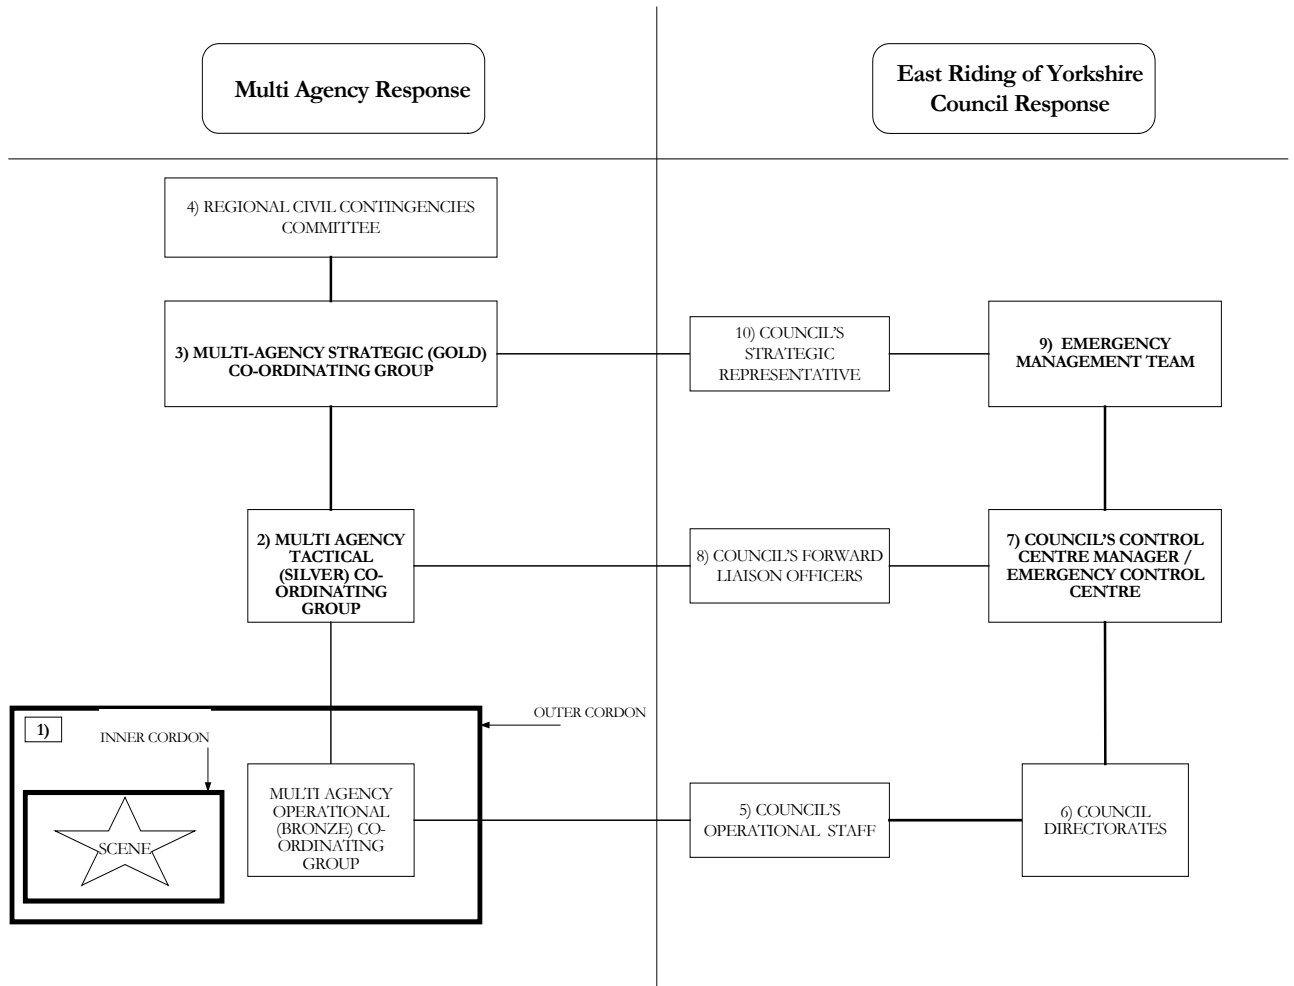 Multi Agency Response
East Riding of Yorkshire
Council Response
4) REGIONAL CIVIL CONTINGENCIES
COMMITTEE
3) MULTI-AGENCY STRATEGIC (GOLD)
CO-ORDINATING GROUP
10) COUNCIL'S
STRATEGIC
REPRESENTATIVE
9) EMERGENCY
MANAGEMENT TEAM
2) MULTI AGENCY
TACTICAL
(SILVER) CO-
ORDINATING
GROUP
8) COUNCIL'S FORWARD
LIAISON OFFICERS
7) COUNCIL'S CONTROL
CENTRE MANAGER /
EMERGENCY CONTROL
CENTRE
OUTER CORDON
1)
INNER CORDON
SCENE
MULTI AGENCY
OPERATIONAL
(BRONZE) CO-
ORDINATING
GROUP
5) COUNCIL'S
OPERATIONAL STAFF
6) COUNCIL
DIRECTORATES